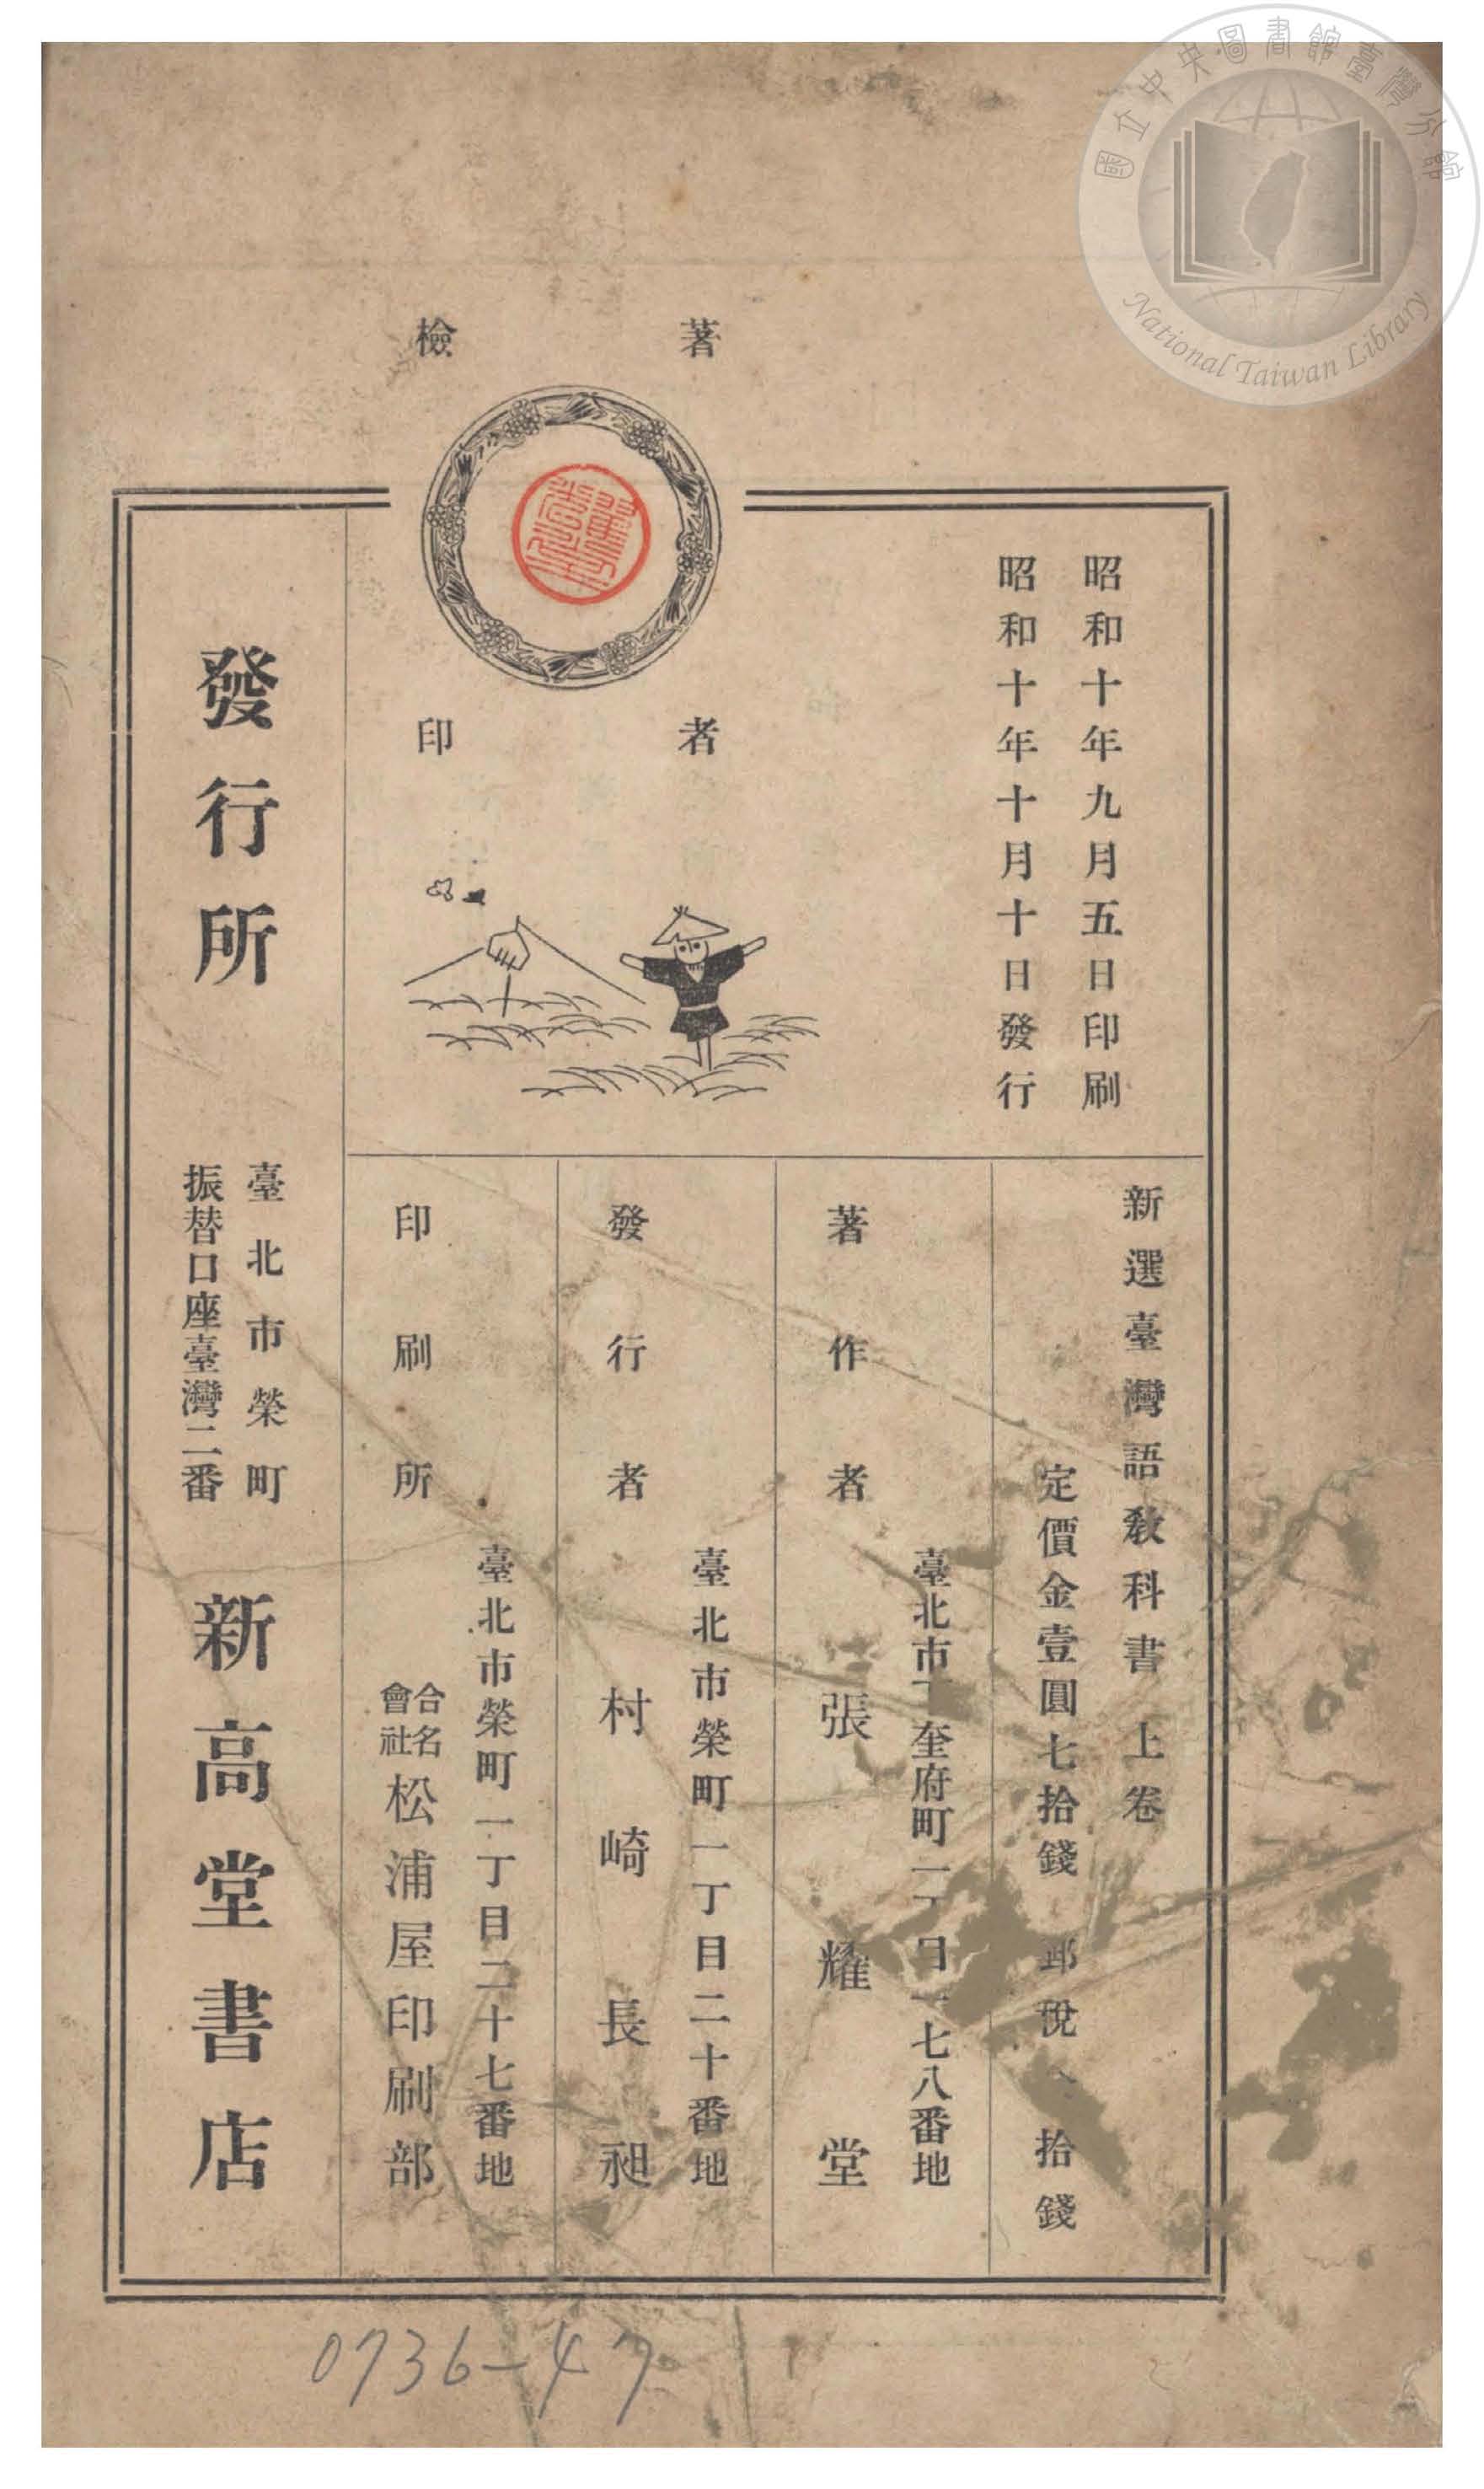 國立中央圖書館臺灣分館
National Taiwan Library
著者
檢印
昭和十年九月五日印刷
昭和十年十月十日發行
新選臺灣語教科書 上卷
定價金壹圓七拾錢 郵稅 拾錢
著作者
臺北市下奎府町一丁目一七八番地
張耀堂
發行者
臺北市榮町一丁目二十番地
村崎長昶
印刷所
臺北市榮町一丁目二十七番地
合名會社 松浦屋印刷部
發行所
臺北市榮町
振替口座臺灣二番
新高堂書店
0736-47